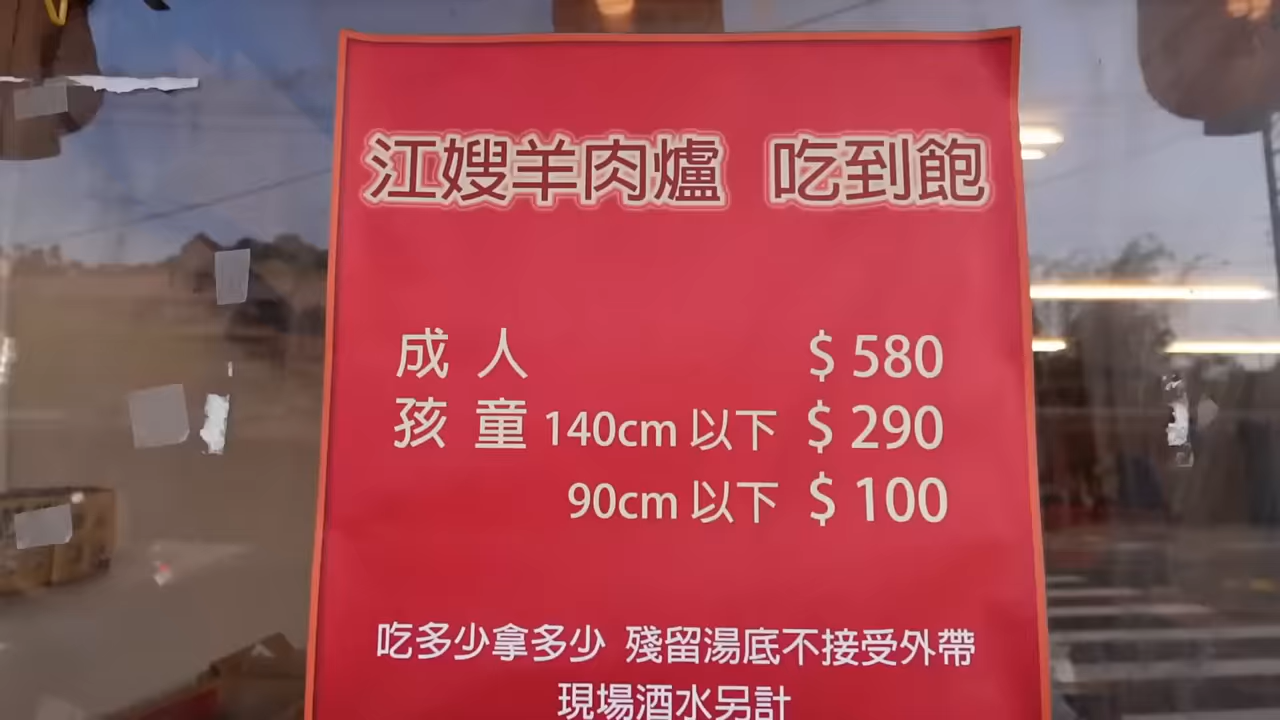 江嫂羊肉爐 吃到飽
成人 $580
孩童 140cm 以下 $290
90cm 以下 $100
吃多少拿多少 殘留湯底不接受外帶
現場酒水另計